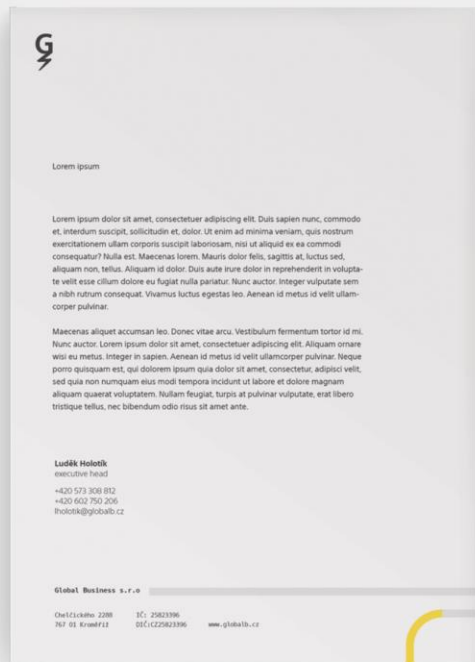 G
Lorem ipsum
Lorem ipsum dolor sit amet, consectetuer adipiscing elit. Duis sapien nunc, commodo
et, interdum suscipit, sollicitudin et, dolor. Ut enim ad minima veniam, quis nostrum
exercitationem ullam corporis suscipit laboriosam, nisi ut aliquid ex ea commodi
consequatur? Nulla est. Maecenas lorem. Mauris dolor felis, sagittis at, luctus sed,
aliquam non, tellus. Aliquam id dolor. Duis aute irure dolor in reprehenderit in volupta-
te velit esse cillum dolore eu fugiat nulla pariatur. Nunc auctor. Integer vulputate sem
a nibh rutrum consequat. Vivamus luctus egestas leo. Aenean id metus id velit ullam-
corper pulvinar.
Maecenas aliquet accumsan leo. Donec vitae arcu. Vestibulum fermentum tortor id mi.
Nunc auctor. Lorem ipsum dolor sit amet, consectetuer adipiscing elit. Aliquam ornare
wisi eu metus. Integer in sapien. Aenean id metus id velit ullamcorper pulvinar. Neque
porro quisquam est, qui dolorem ipsum quia dolor sit amet, consectetur, adipisci velit,
sed quia non numquam eius modi tempora incidunt ut labore et dolore magnam
aliquam quaerat voluptatem. Nullam feugiat, turpis at pulvinar vulputate, erat libero
tristique tellus, nec bibendum odio risus sit amet ante.
Luděk Holotík
executive head
+420 573 308 812
+420 602 750 206
lholotik@globalb.cz
Global Business s.r.o
Chelčického 2288 IČ: 25823396
767 01 Kroměříž DIČ:CZ25823396 www.globalb.cz